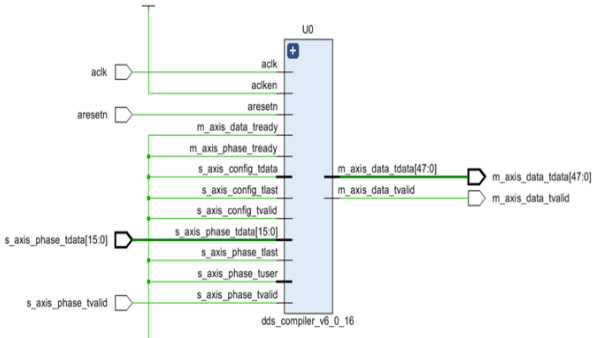 U0
aclk
aclk
aclken
aresetn
aresetn
m_axis_data_tready
m_axis_phase_tready
s_axis_config_tdata
m_axis_data_tdata[47:0]
m_axis_data_tdata[47:0]
s_axis_config_tlast
m_axis_data_tvalid
m_axis_data_tvalid
s_axis_config_tvalid
s_axis_phase_tdata[15:0]
s_axis_phase_tdata[15:0]
s_axis_phase_tlast
s_axis_phase_tuser
s_axis_phase_tvalid
s_axis_phase_tvalid
dds_compiler_v6_0_16